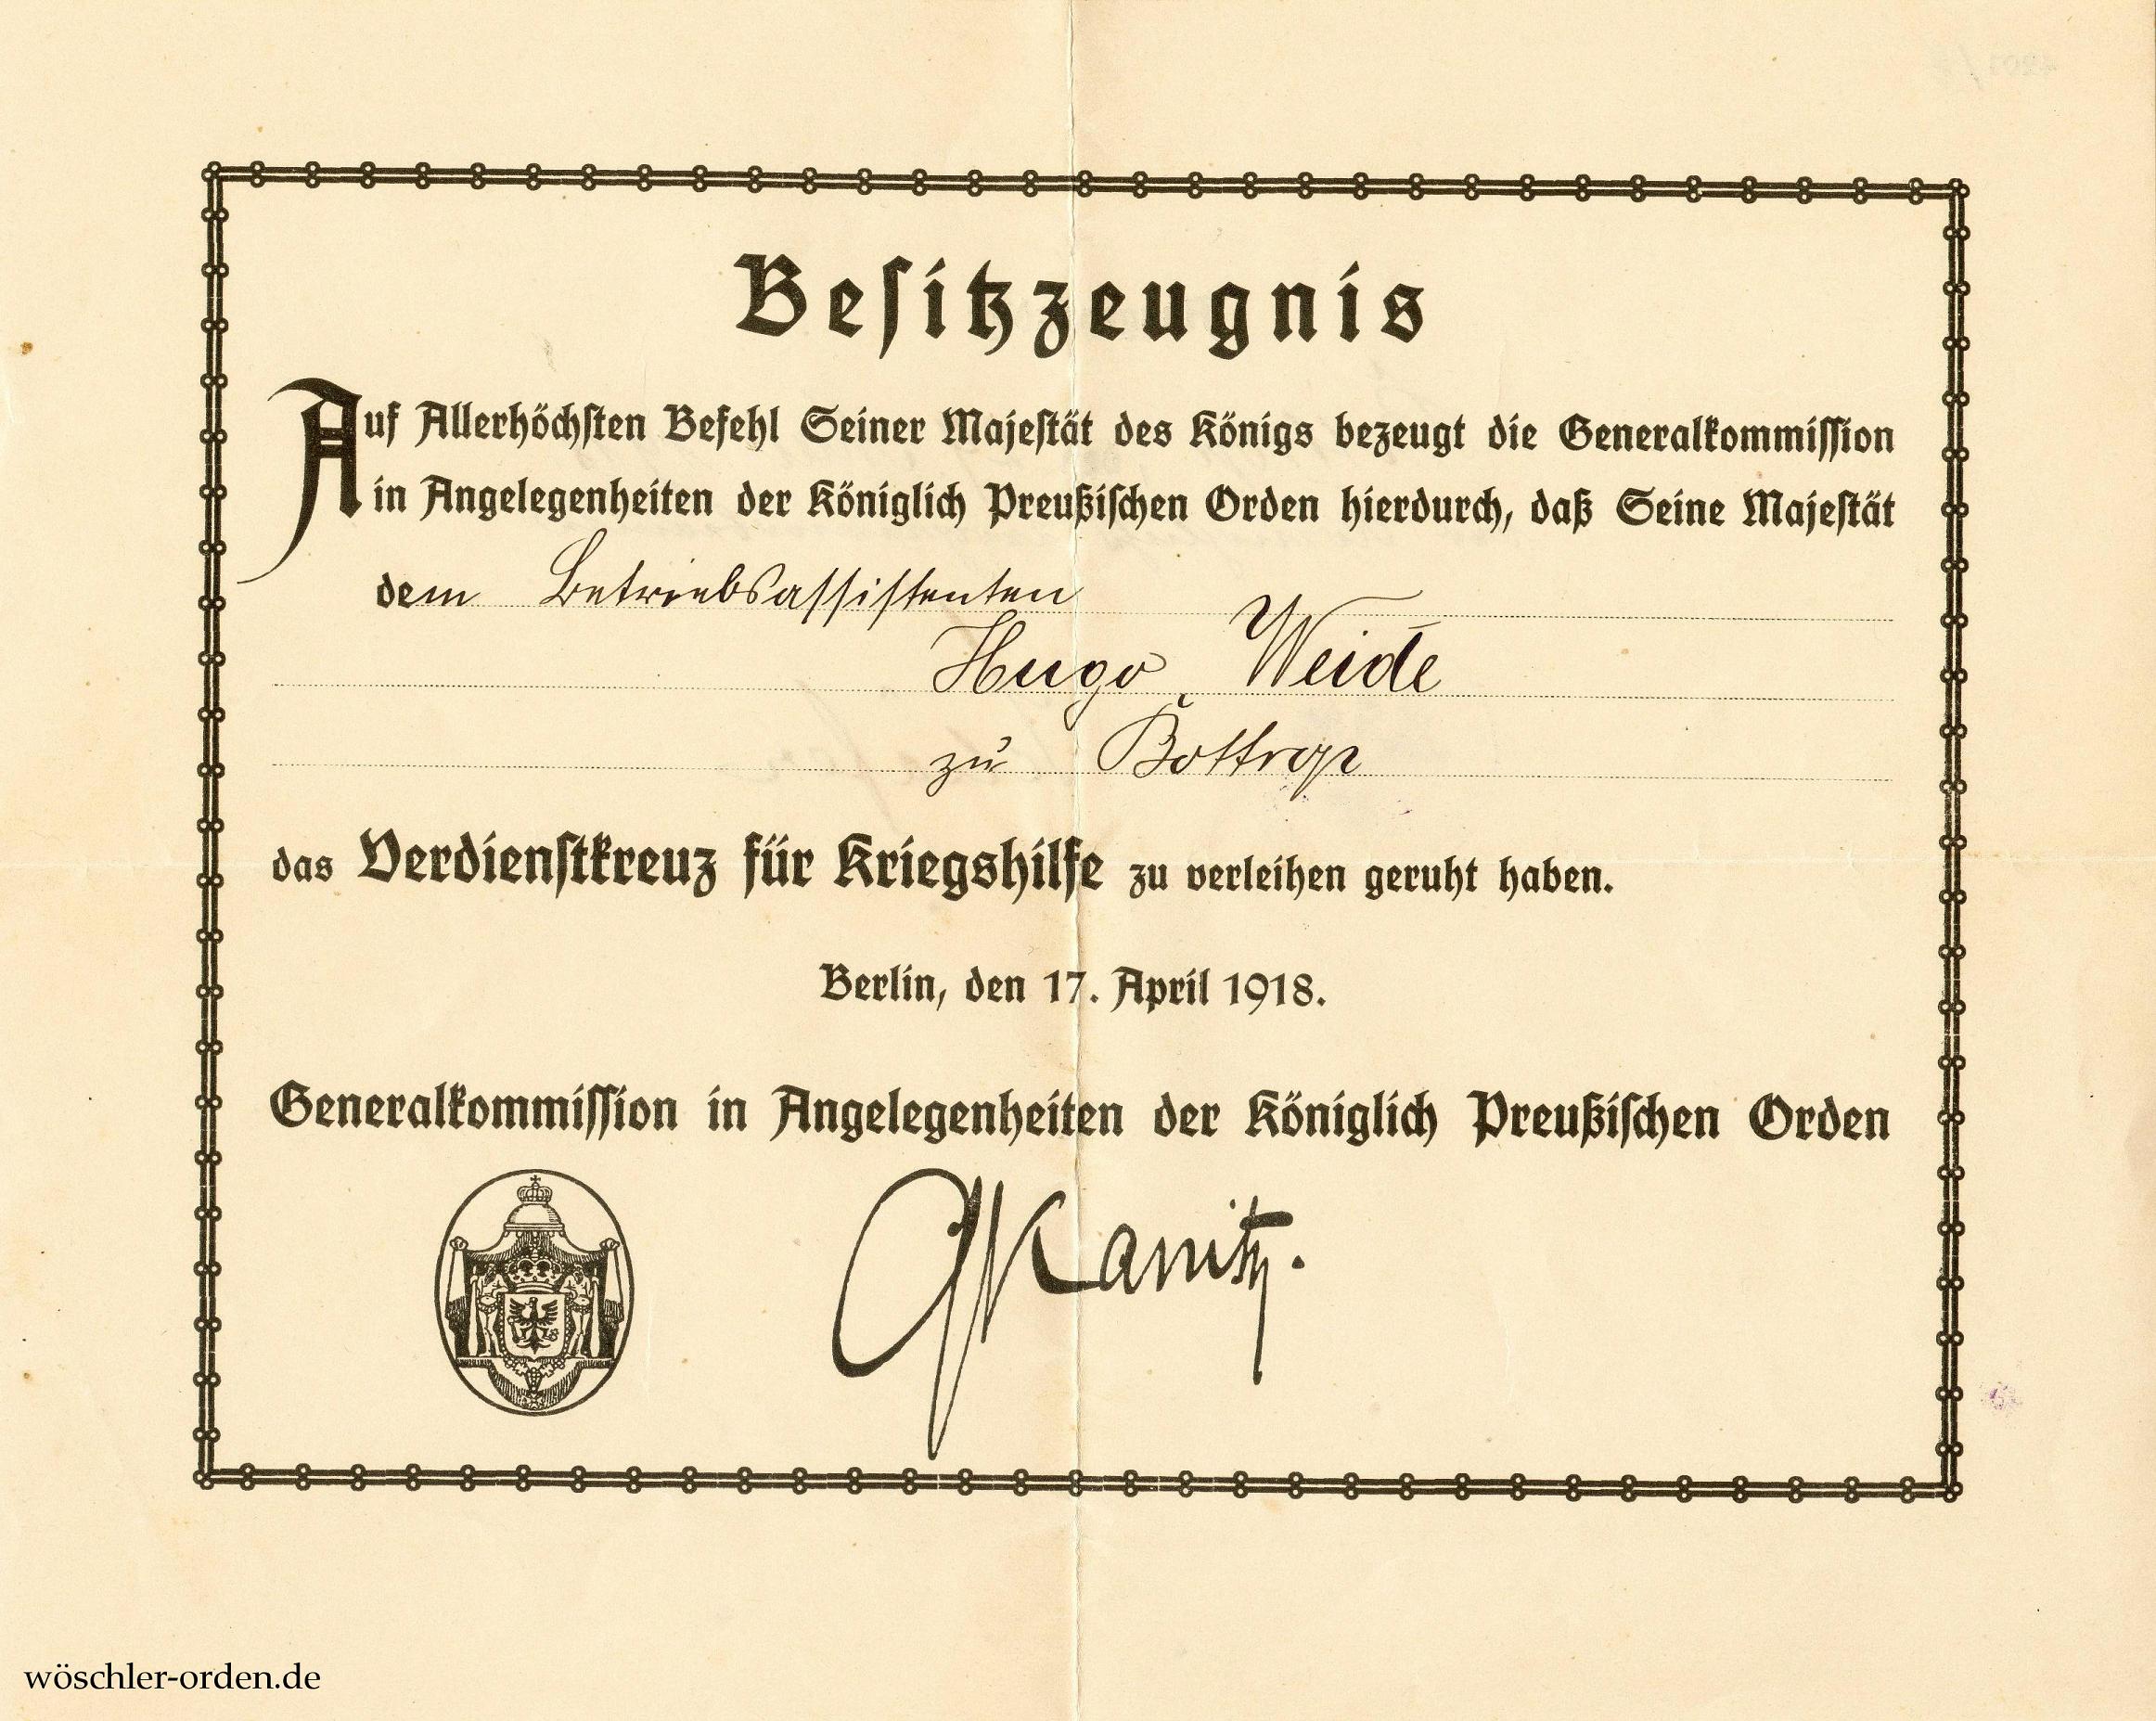 Besitzzeugnis
Auf Allerhöchsten Befehl Seiner Majestät des Königs bezeugt die Generalkommission
in Angelegenheiten der Königlich Preußischen Orden hierdurch, daß Seine Majestät
dem Betriebsassistenten
Hugo Weide
zu Bottrop
das Verdienstkreuz für Kriegshilfe zu verleihen geruht haben.
Berlin, den 17. April 1918.
Generalkommission in Angelegenheiten der Königlich Preußischen Orden
Kanitz.
wöschler-orden.de